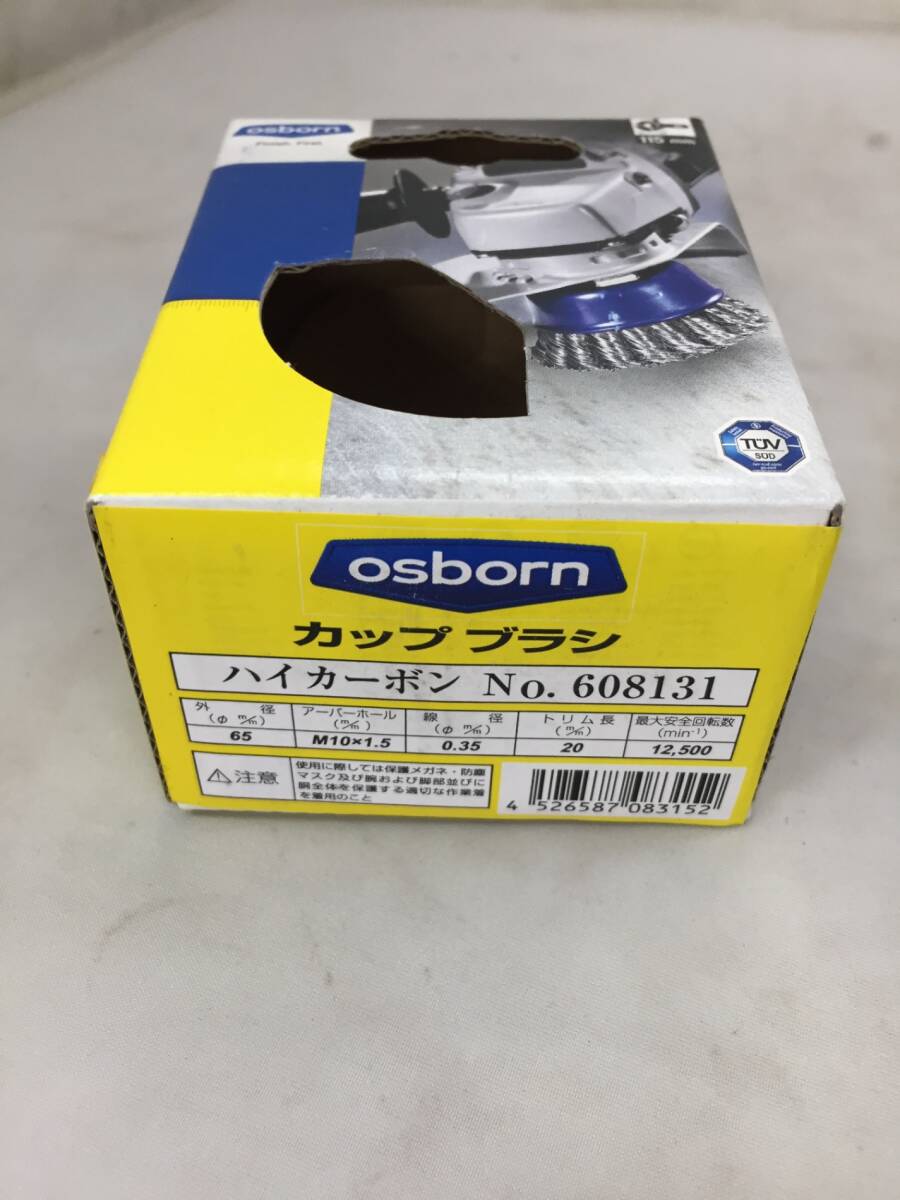 osborn
Finish. First.
115 mm
TÜV
SÜD
osborn
カップ ブラシ
ハイカーボン No. 608131
外径
(φ m/m)
アーバーホール
(m/m)
線径
(φ m/m)
トリム長
(m/m)
最大安全回転数
(min⁻¹)
65
M10×1.5
0.35
20
12,500
注意
使用に際しては保護メガネ・防塵
マスク及び腕および脚部並びに
胴全体を保護する適切な作業着
を着用のこと
4 526587 083152